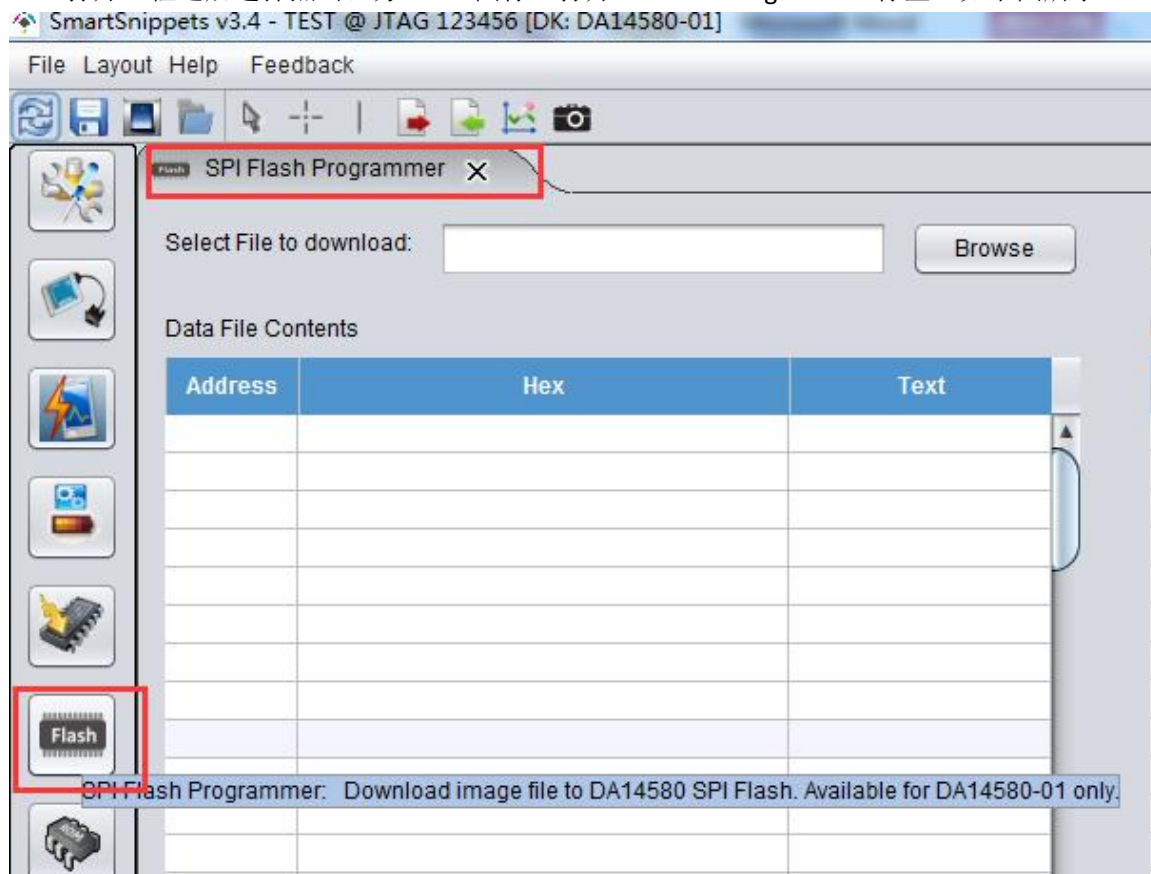 SmartSnippets v3.4 - TEST @ JTAG 123456 [DK: DA14580-01]
File Layout Help Feedback
Flash SPI Flash Programmer X
Select File to download: Browse
Data File Contents
Address Hex Text
Flash
SPI Flash Programmer: Download image file to DA14580 SPI Flash. Available for DA14580-01 only.